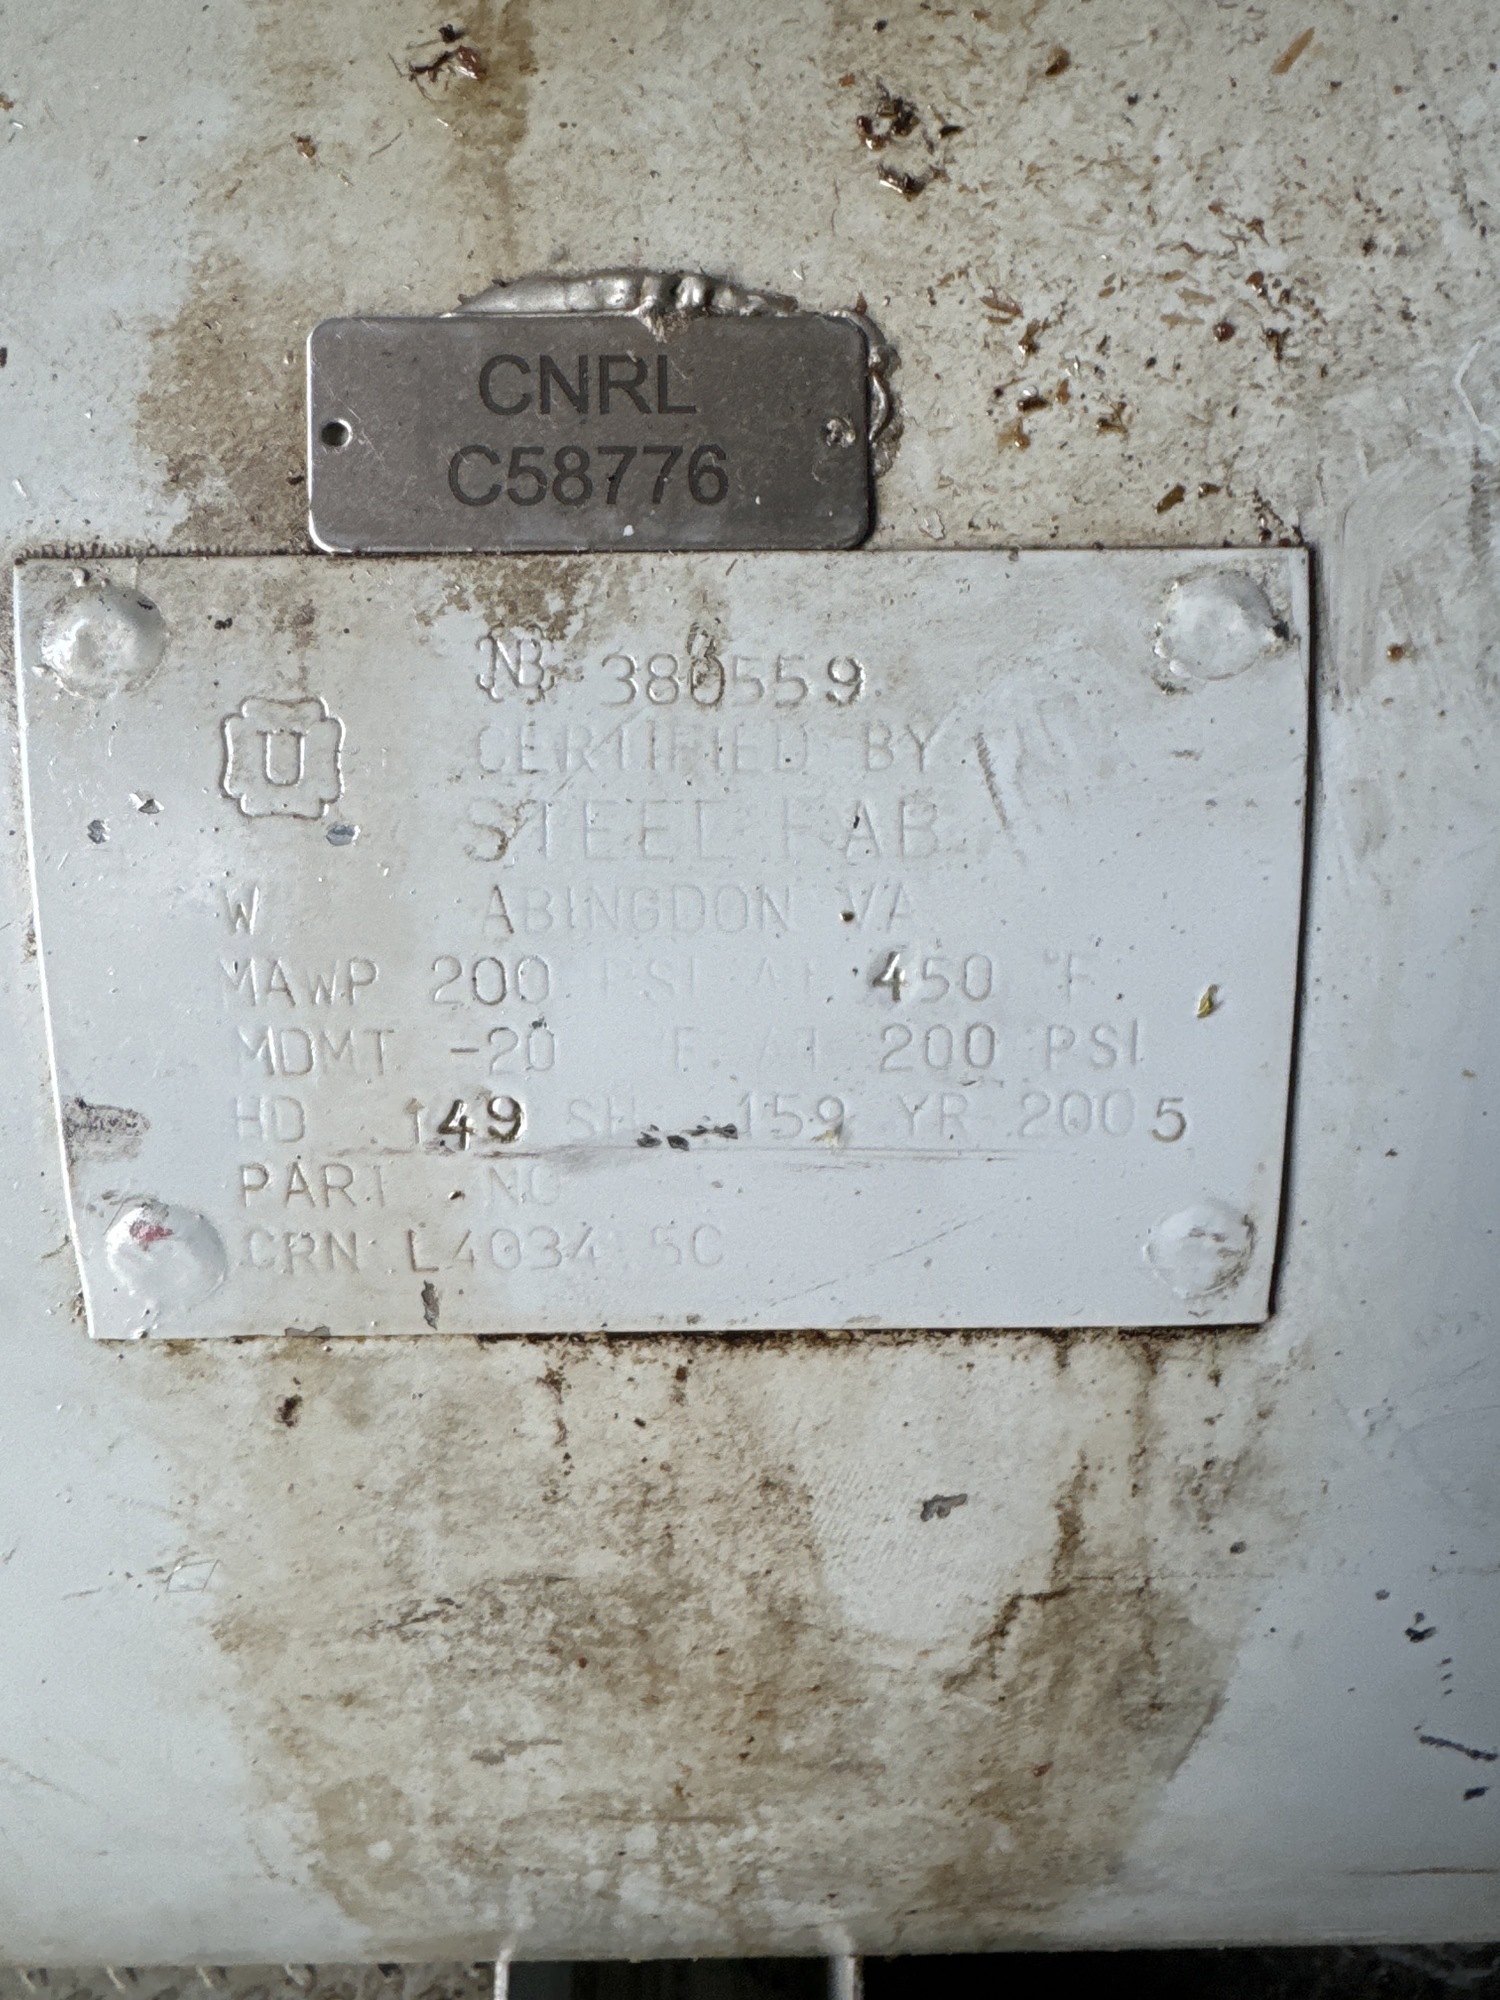 CNRL
C58776
NB 380559
U
CERTIFIED BY
STEEL FAB
W ABINGDON VA
MAWP 200 PSI AT 450 °F
MDMT -20 °F AT 200 PSI
HD 149 SH 159 YR 2005
PART NO
CRN L4034.5C